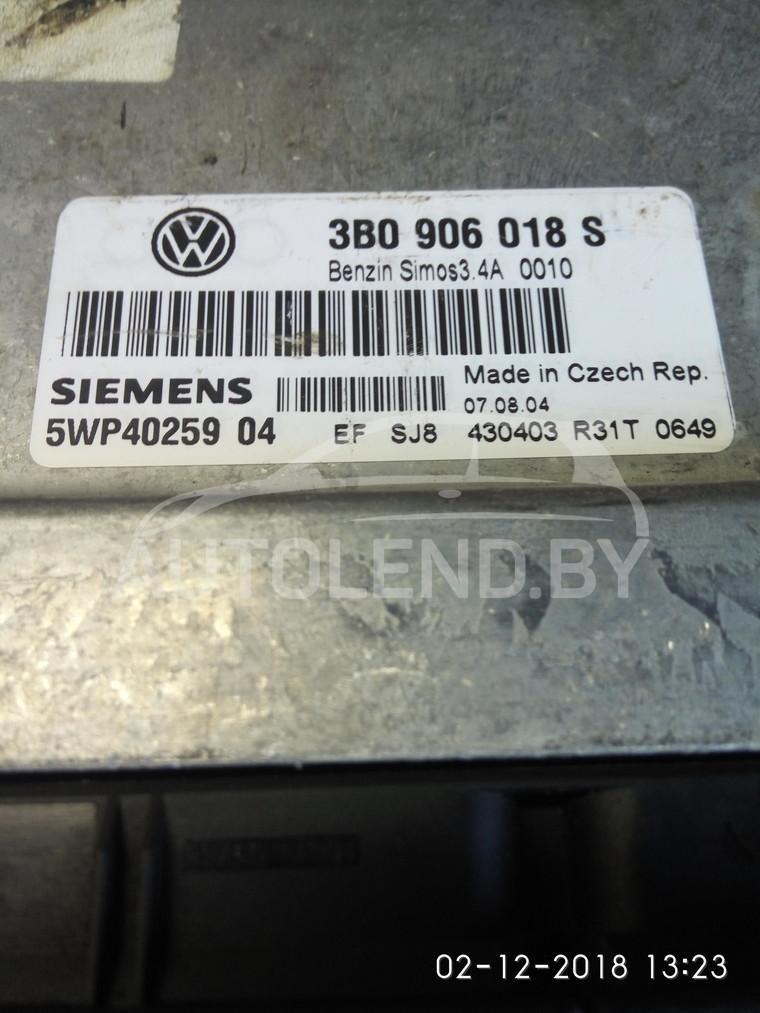 3B0 906 018 S
Benzin Simos3.4A 0010
SIEMENS
Made in Czech Rep.
07.08.04
5WP40259 04 EF SJ8 430403 R31T 0649
AUTOLEND.BY
02-12-2018 13:23